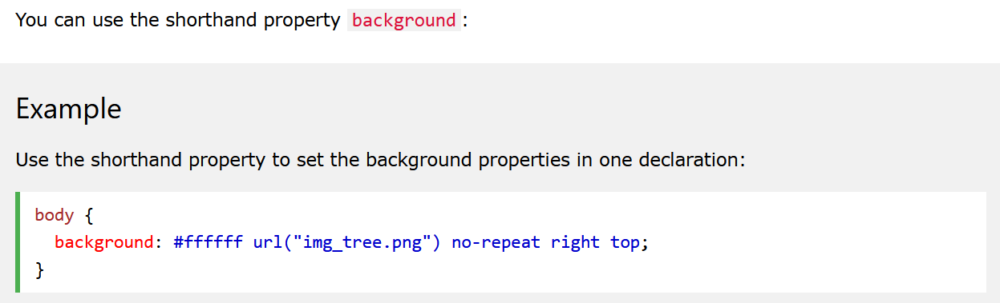 You can use the shorthand property background:
Example
Use the shorthand property to set the background properties in one declaration:
body {
  background: #ffffff url("img_tree.png") no-repeat right top;
}